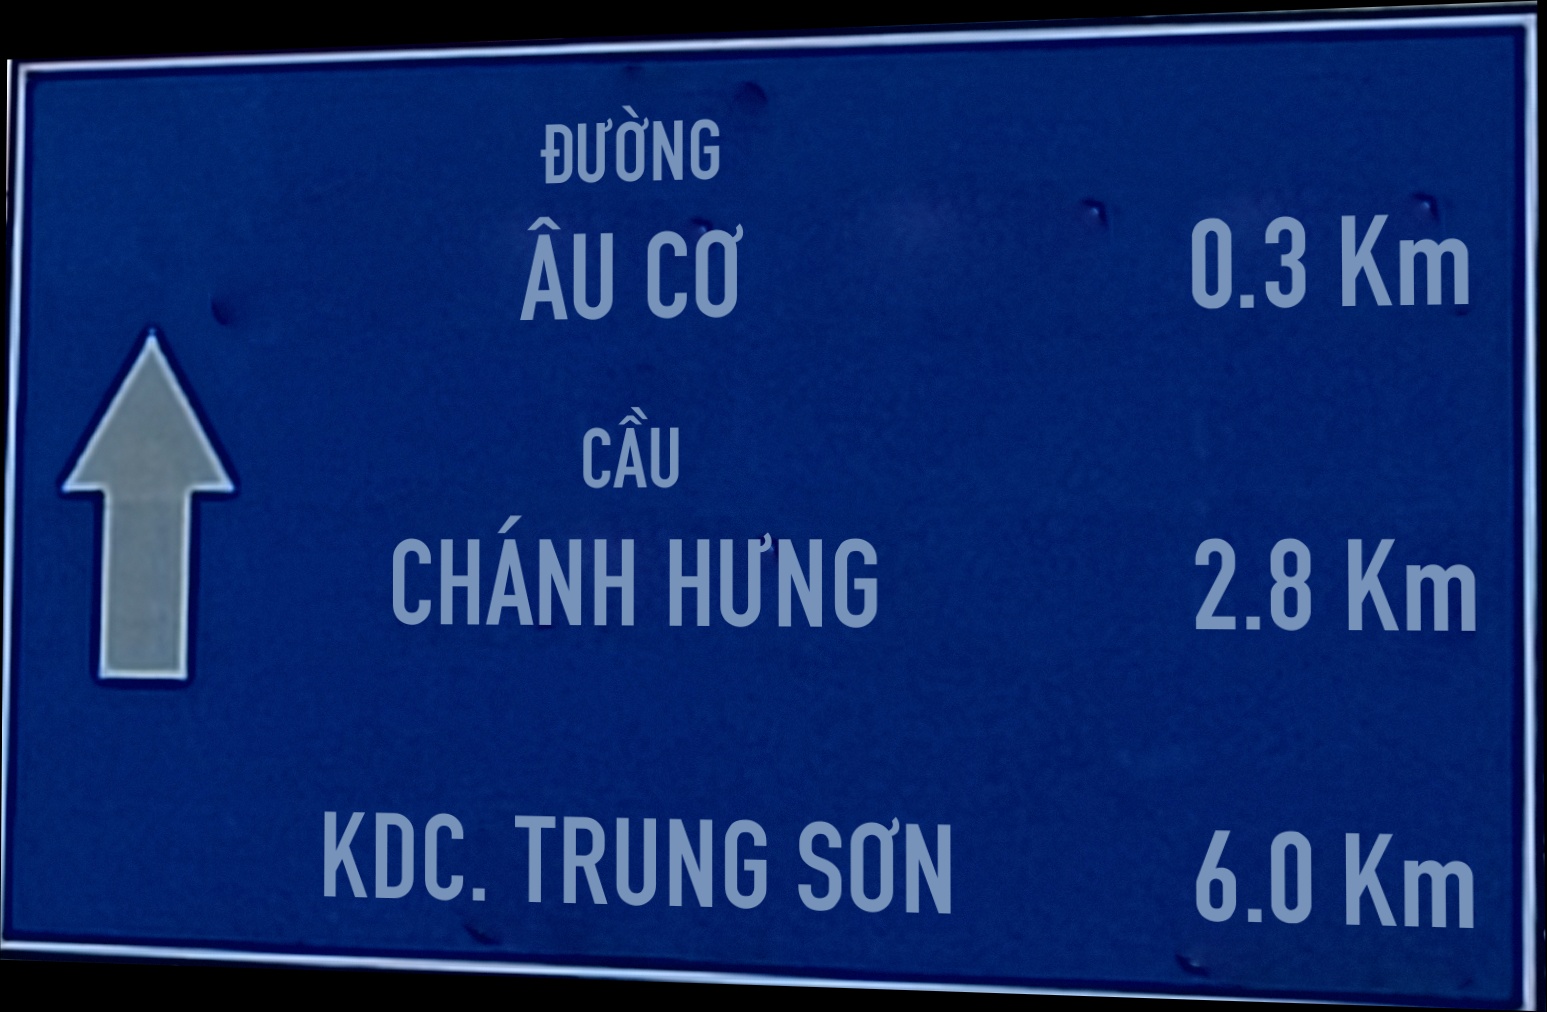 ĐƯỜNG
ÂU CƠ 0.3 Km
CẦU
CHÁNH HƯNG 2.8 Km
KDC. TRUNG SƠN 6.0 Km